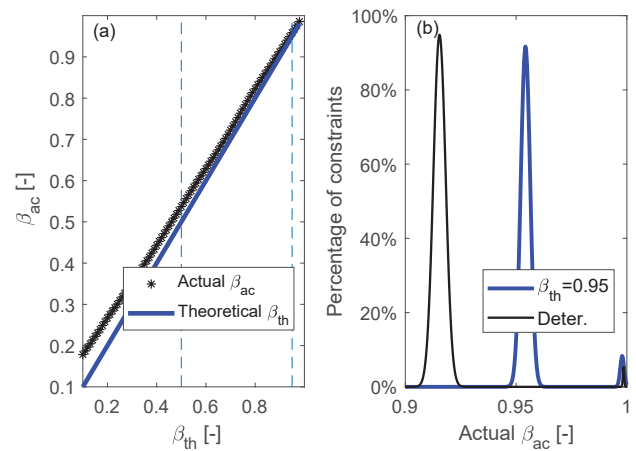 (a)
0.9
0.8
0.7
0.6
0.5
0.4
0.3
0.2
0.1
β_ac [-]
Actual β_ac
Theoretical β_th
0.2 0.4 0.6 0.8
β_th [-]
(b)
100%
80%
60%
40%
20%
0%
Percentage of constraints
β_th=0.95
Deter.
0.9 0.95 1
Actual β_ac [-]